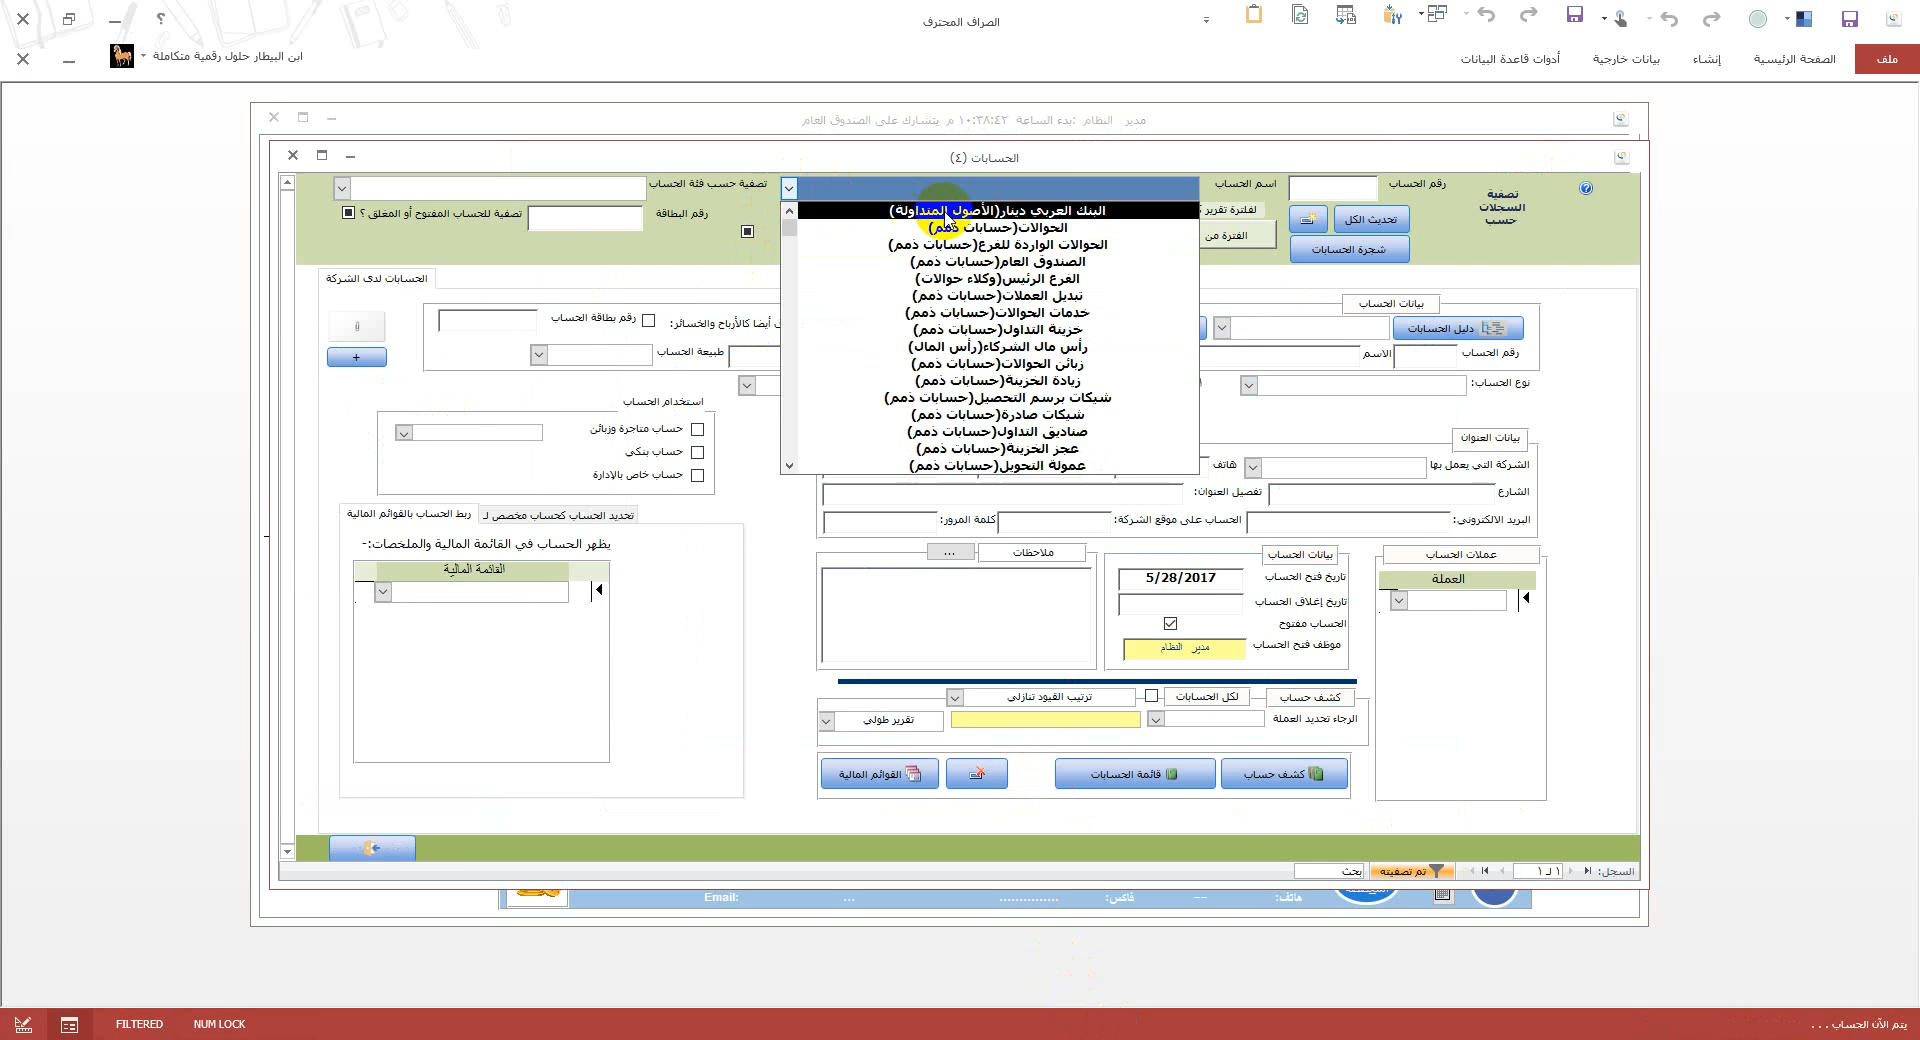 الصراف المحترف
ملف
الصفحة الرئيسية
إنشاء
بيانات خارجية
أدوات قاعدة البيانات
ابن البيطار حلول رقمية متكاملة
مدير النظام :بدء الساعة ١٠:٣٨:٤٢ م يتشارك على الصندوق العام
الحسابات (٤)
تصفية
السجلات
حسب
رقم الحساب
اسم الحساب
تصفية حسب فئة الحساب
تحديث الكل
شجرة الحسابات
لفترة تقرير
الفترة من
رقم البطاقة
تصفية للحساب المفتوح أو المغلق ؟
البنك العربي دينار(الأصول المتداولة)
الحوالات(حسابات ذمم)
الحوالات الواردة للفرع(حسابات ذمم)
الصندوق العام(حسابات ذمم)
الفرع الرئيس(وكلاء حوالات)
تبديل العملات(حسابات ذمم)
خدمات الحوالات(حسابات ذمم)
خزينة التداول(حسابات ذمم)
رأس مال الشركاء(رأس المال)
زبائن الحوالات(حسابات ذمم)
زيادة الخزينة(حسابات ذمم)
شيكات برسم التحصيل(حسابات ذمم)
شيكات صادرة(حسابات ذمم)
صناديق التداول(حسابات ذمم)
عجز الخزينة(حسابات ذمم)
عمولة التحويل(حسابات ذمم)
الحسابات لدى الشركة
بيانات الحساب
دليل الحسابات
رقم الحساب
الاسم
أيضا كالأرباح والخسائر:
رقم بطاقة الحساب
طبيعة الحساب
+
نوع الحساب:
استخدام الحساب
حساب متاجرة وزبائن
حساب بنكي
حساب خاص بالإدارة
بيانات العنوان
الشركة التي يعمل بها
هاتف
الشارع
تفصيل العنوان:
البريد الالكتروني:
الحساب على موقع الشركة:
كلمة المرور:
تحديد الحساب كحساب مخصص لـ
ربط الحساب بالقوائم المالية
يظهر الحساب في القائمة المالية والملخصات:-
القائمة المالية
عملات الحساب
العملة
بيانات الحساب
تاريخ فتح الحساب
5/28/2017
تاريخ إغلاق الحساب
الحساب مفتوح
موظف فتح الحساب
مدير النظام
ملاحظات
...
كشف حساب
لكل الحسابات
ترتيب القيود تنازلي
الرجاء تحديد العملة
تقرير طولي
كشف حساب
قائمة الحسابات
القوائم المالية
السجل:
١ لـ ١
تم تصفيته
بحث
هاتف:
--
فاكس:
..............
...
Email:
FILTERED
NUM LOCK
يتم الآن الحساب . . .